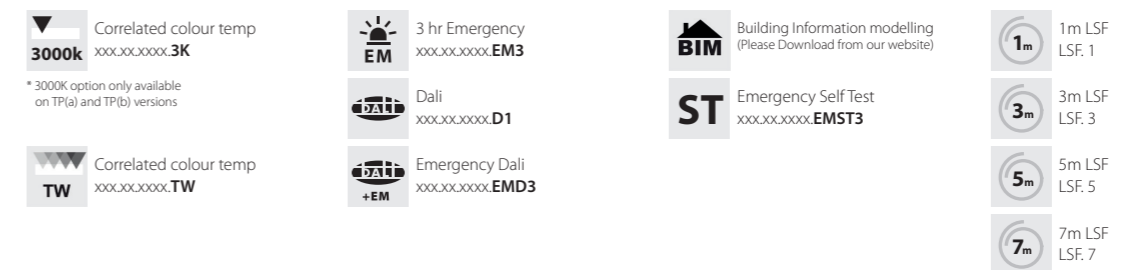 3000k
Correlated colour temp
xxx.xx.xxxx.3K
* 3000K option only available
on TP(a) and TP(b) versions
TW
Correlated colour temp
xxx.xx.xxxx.TW
EM
3 hr Emergency
xxx.xx.xxxx.EM3
DALI
Dali
xxx.xx.xxxx.D1
DALI
+EM
Emergency Dali
xxx.xx.xxxx.EMD3
BIM
Building Information modelling
(Please Download from our website)
ST
Emergency Self Test
xxx.xx.xxxx.EMST3
1m
1m LSF
LSF. 1
3m
3m LSF
LSF. 3
5m
5m LSF
LSF. 5
7m
7m LSF
LSF. 7